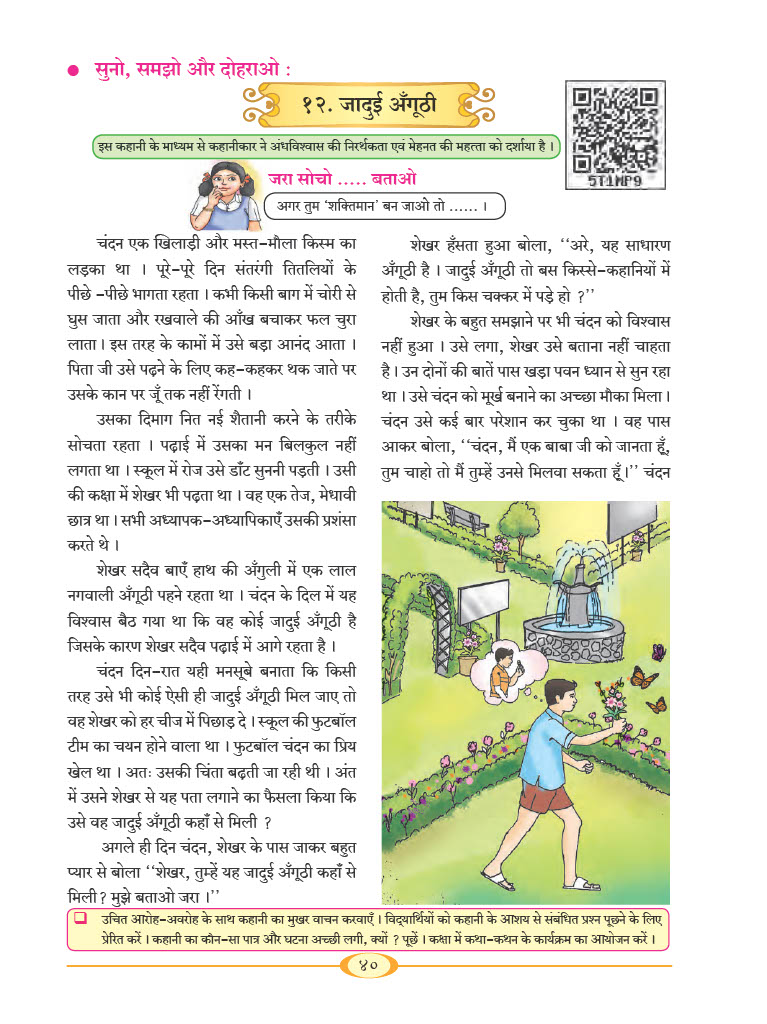 ● सुनो, समझो और दोहराओ :
१२. जादुई अँगूठी
5T1MP9
इस कहानी के माध्यम से कहानीकार ने अंधविश्वास की निरर्थकता एवं मेहनत की महत्ता को दर्शाया है ।
जरा सोचो ..... बताओ
अगर तुम ‘शक्तिमान’ बन जाओ तो ...... ।
चंदन एक खिलाड़ी और मस्त-मौला किस्म का
लड़का था । पूरे-पूरे दिन संतरंगी तितलियों के
पीछे -पीछे भागता रहता । कभी किसी बाग में चोरी से
घुस जाता और रखवाले की आँख बचाकर फल चुरा
लाता । इस तरह के कामों में उसे बड़ा आनंद आता ।
पिता जी उसे पढ़ने के लिए कह-कहकर थक जाते पर
उसके कान पर जूँ तक नहीं रेंगती ।
उसका दिमाग नित नई शैतानी करने के तरीके
सोचता रहता । पढ़ाई में उसका मन बिलकुल नहीं
लगता था । स्कूल में रोज उसे डाँट सुननी पड़ती । उसी
की कक्षा में शेखर भी पढ़ता था । वह एक तेज, मेधावी
छात्र था । सभी अध्यापक-अध्यापिकाएँ उसकी प्रशंसा
करते थे ।
शेखर सदैव बाएँ हाथ की अँगुली में एक लाल
नगवाली अँगूठी पहने रहता था । चंदन के दिल में यह
विश्वास बैठ गया था कि वह कोई जादुई अँगूठी है
जिसके कारण शेखर सदैव पढ़ाई में आगे रहता है ।
चंदन दिन-रात यही मनसूबे बनाता कि किसी
तरह उसे भी कोई ऐसी ही जादुई अँगूठी मिल जाए तो
वह शेखर को हर चीज में पिछाड़ दे । स्कूल की फुटबॉल
टीम का चयन होने वाला था । फुटबॉल चंदन का प्रिय
खेल था । अतः उसकी चिंता बढ़ती जा रही थी । अंत
में उसने शेखर से यह पता लगाने का फैसला किया कि
उसे वह जादुई अँगूठी कहाँ से मिली ?
अगले ही दिन चंदन, शेखर के पास जाकर बहुत
प्यार से बोला ‘‘शेखर, तुम्हें यह जादुई अँगूठी कहाँ से
मिली ? मुझे बताओ जरा ।’’
शेखर हँसता हुआ बोला, ‘‘अरे, यह साधारण
अँगूठी है । जादुई अँगूठी तो बस किस्से-कहानियों में
होती है, तुम किस चक्कर में पड़े हो ?’’
शेखर के बहुत समझाने पर भी चंदन को विश्वास
नहीं हुआ । उसे लगा, शेखर उसे बताना नहीं चाहता
है । उन दोनों की बातें पास खड़ा पवन ध्यान से सुन रहा
था । उसे चंदन को मूर्ख बनाने का अच्छा मौका मिला ।
चंदन उसे कई बार परेशान कर चुका था । वह पास
आकर बोला, ‘‘चंदन, मैं एक बाबा जी को जानता हूँ,
तुम चाहो तो मैं तुम्हें उनसे मिलवा सकता हूँ।’’ चंदन
❑ उचित आरोह-अवरोह के साथ कहानी का मुखर वाचन करवाएँ । विद्यार्थियों को कहानी के आशय से संबंधित प्रश्न पूछने के लिए
प्रेरित करें । कहानी का कौन-सा पात्र और घटना अच्छी लगी, क्यों ? पूछें । कक्षा में कथा-कथन के कार्यक्रम का आयोजन करें ।
४०